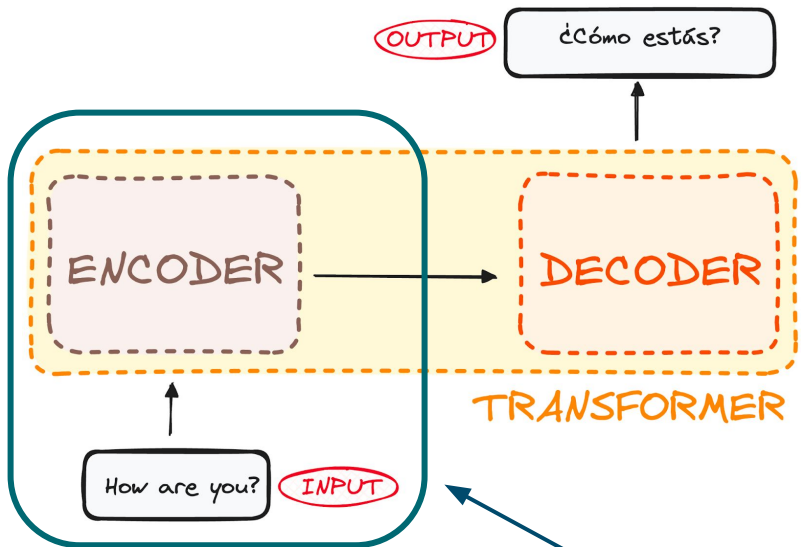 OUTPUT
¿Cómo estás?
ENCODER
DECODER
TRANSFORMER
How are you?
INPUT